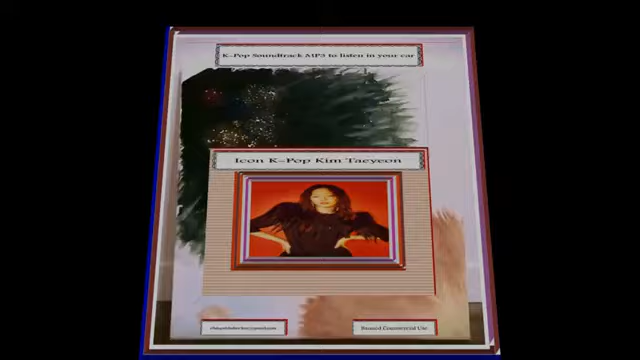 K-Pop Soundtrack MP3 to listen in your car
Icon K-Pop Kim Taeyeon
Banned Commercial Use